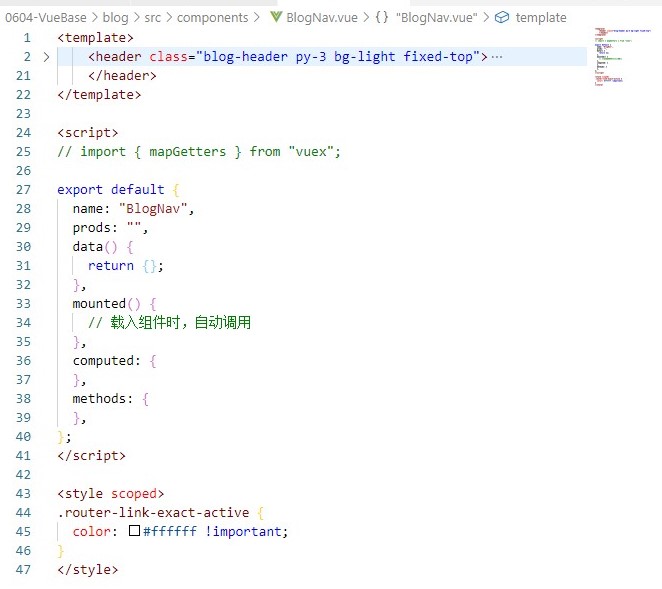 0604-VueBase > blog > src > components > BlogNav.vue > {} "BlogNav.vue" > template
1 <template>
2 > <header class="blog-header py-3 bg-light fixed-top">···
21 </header>
22 </template>
23
24 <script>
25 // import { mapGetters } from "vuex";
26
27 export default {
28 name: "BlogNav",
29 prods: "",
30 data() {
31 return {};
32 },
33 mounted() {
34 // 载入组件时，自动调用
35 },
36 computed: {
37 },
38 methods: {
39 },
40 };
41 </script>
42
43 <style scoped>
44 .router-link-exact-active {
45 color: #ffffff !important;
46 }
47 </style>